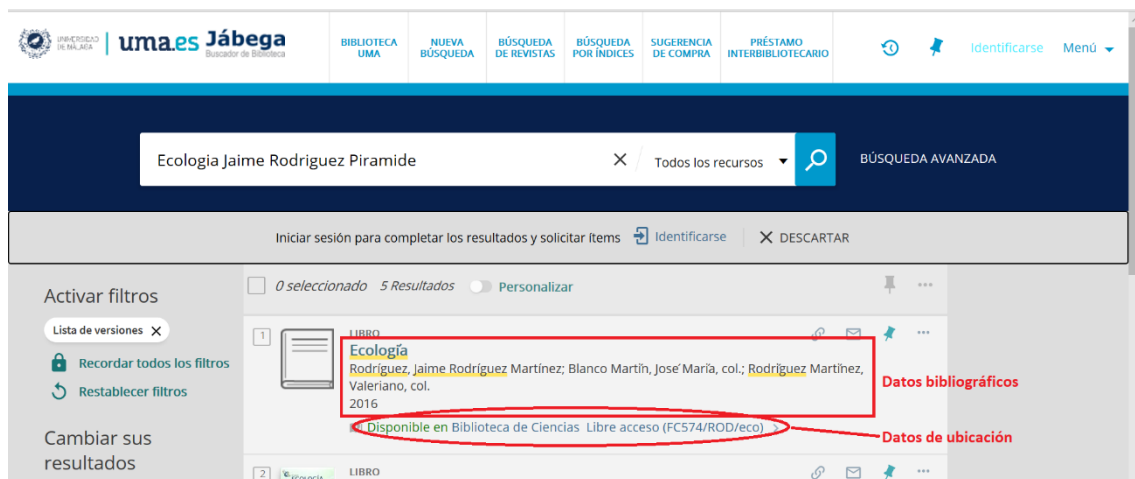 UNIVERSIDAD DE MÁLAGA
uma.es Jábega
Buscador de Biblioteca
BIBLIOTECA UMA
NUEVA BÚSQUEDA
BÚSQUEDA DE REVISTAS
BÚSQUEDA POR ÍNDICES
SUGERENCIA DE COMPRA
PRÉSTAMO INTERBIBLIOTECARIO
Identificarse
Menú
Ecologia Jaime Rodriguez Piramide
Todos los recursos
BÚSQUEDA AVANZADA
Iniciar sesión para completar los resultados y solicitar ítems
Identificarse
DESCARTAR
Activar filtros
Lista de versiones
Recordar todos los filtros
Restablecer filtros
Cambiar sus
resultados
0 seleccionado 5 Resultados
Personalizar
1
LIBRO
Ecología
Rodríguez, Jaime Rodríguez Martínez; Blanco Martín, José María, col.; Rodríguez Martínez,
Valeriano, col.
2016
Disponible en Biblioteca de Ciencias Libre acceso (FC574/ROD/eco)
Datos bibliográficos
Datos de ubicación
2
ECOLOGÍA
LIBRO